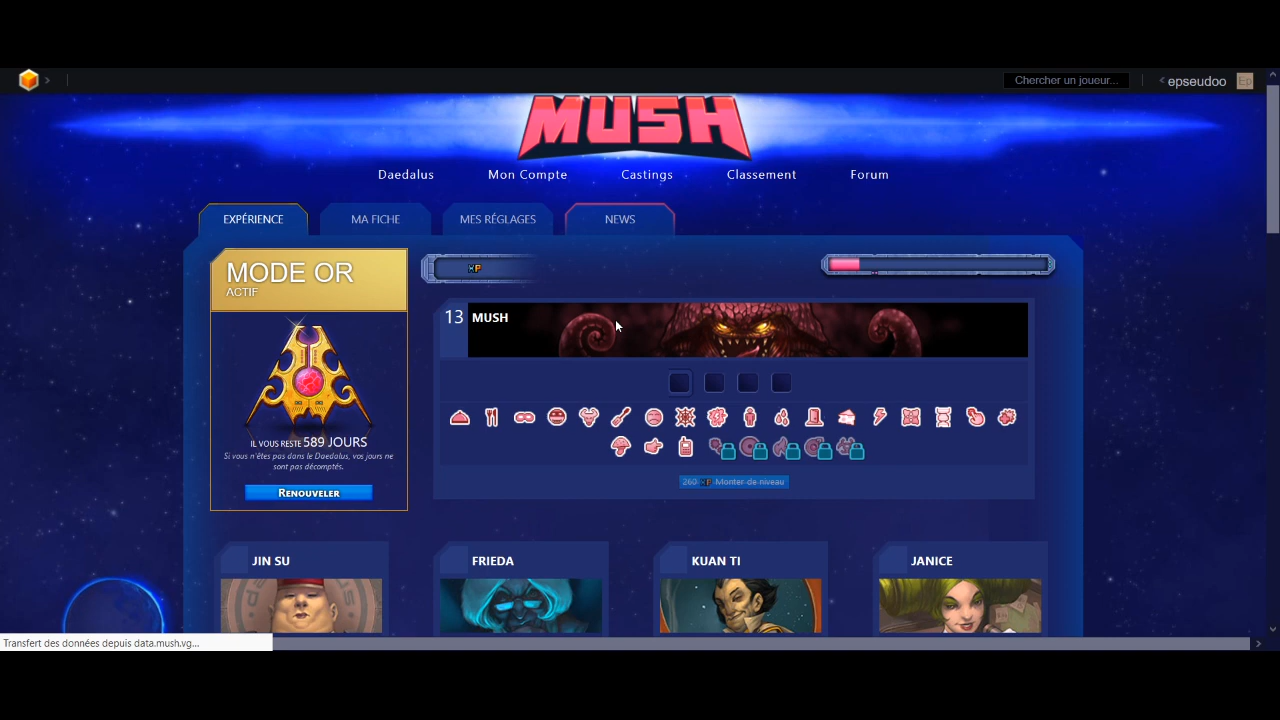 Chercher un joueur...
epseudoo
Ep
MUSH
Daedalus Mon Compte Castings Classement Forum
EXPÉRIENCE MA FICHE MES RÉGLAGES NEWS
MODE OR
ACTIF
XP
13 MUSH
IL VOUS RESTE 589 JOURS
Si vous n'êtes pas dans le Daedalus, vos jours ne
sont pas décomptés.
RENOUVELER
260 XP Monter de niveau
JIN SU FRIEDA KUAN TI JANICE
Transfert des données depuis data.mush.vg...